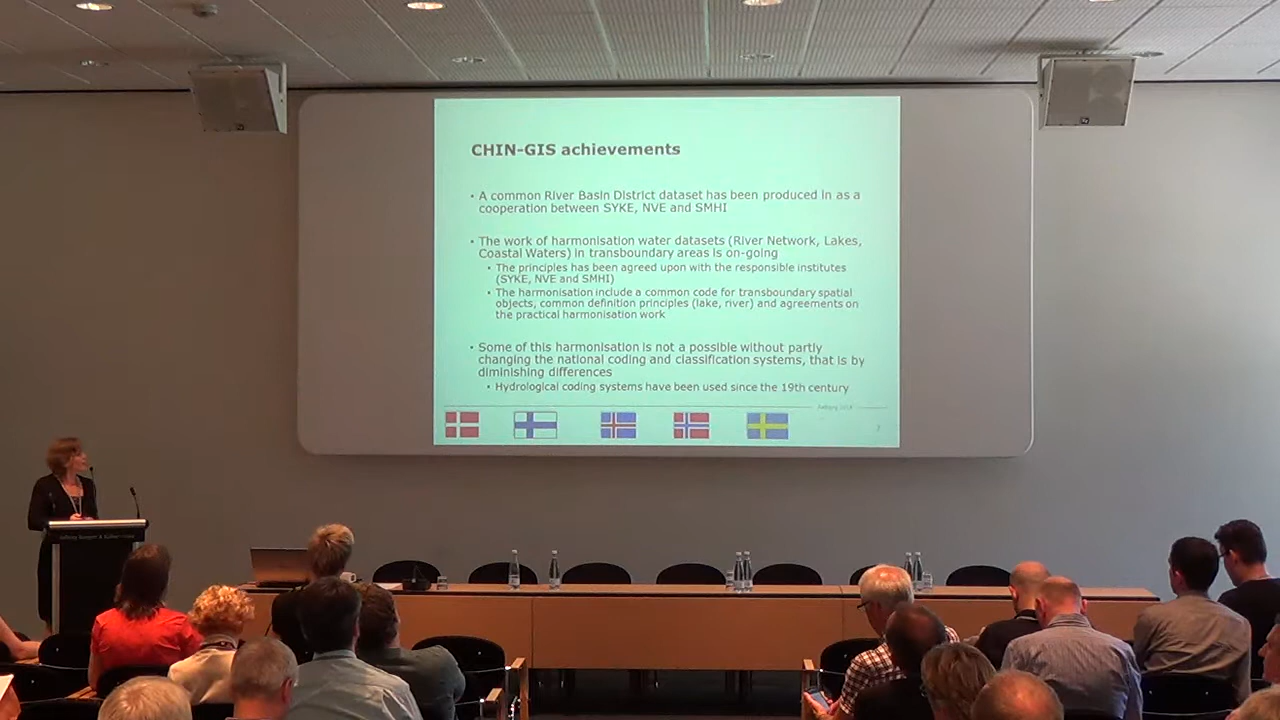 CHIN-GIS achievements
• A common River Basin District dataset has been produced in as a
cooperation between SYKE, NVE and SMHI
• The work of harmonisation water datasets (River Network, Lakes,
Coastal Waters) in transboundary areas is on-going
• The principles has been agreed upon with the responsible institutes
(SYKE, NVE and SMHI)
• The harmonisation include a common code for transboundary spatial
objects, common definition principles (lake, river) and agreements on
the practical harmonisation work
• Some of this harmonisation is not a possible without partly
changing the national coding and classification systems, that is by
diminishing differences
• Hydrological coding systems have been used since the 19th century